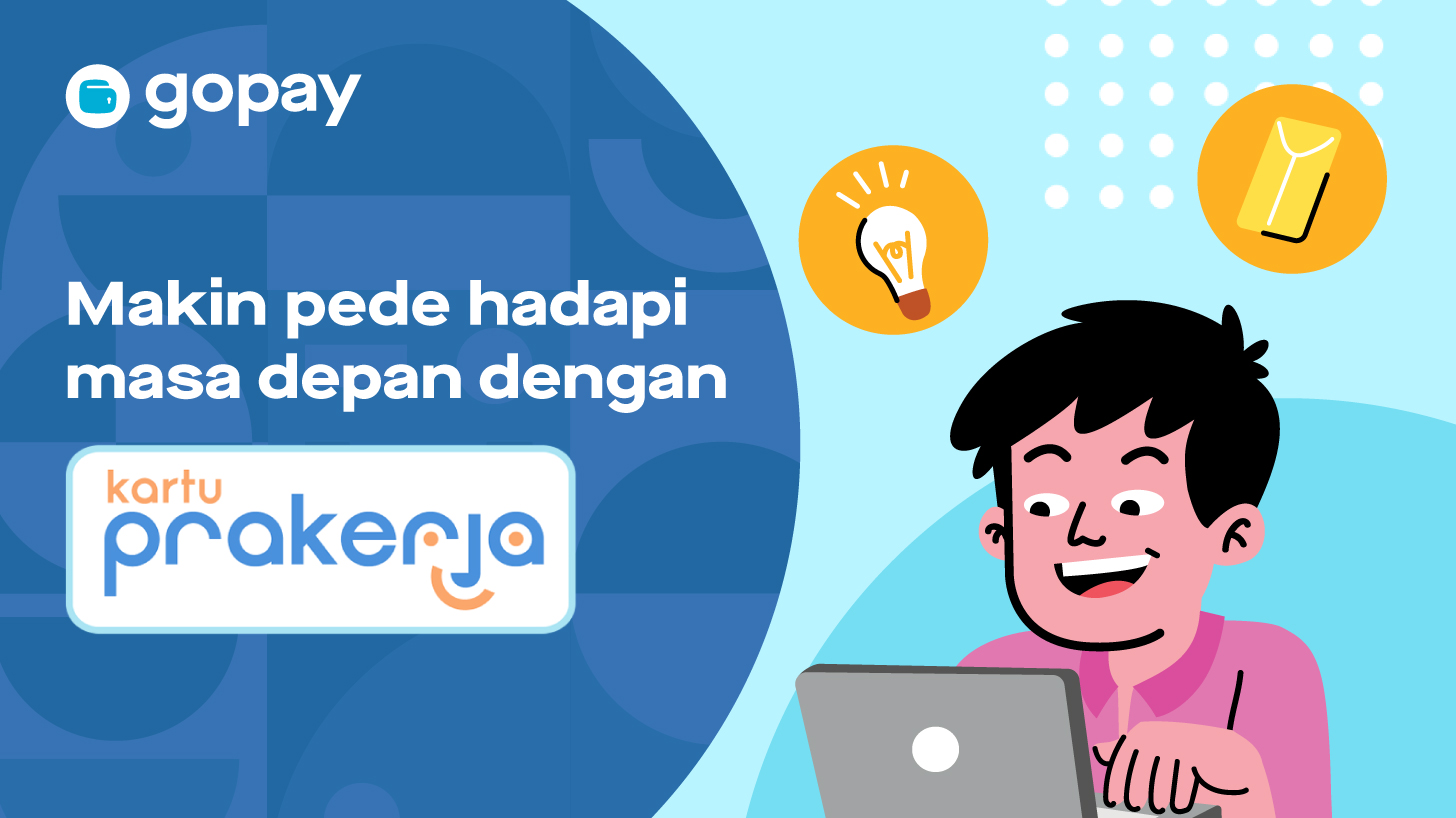 gopay
Makin pede hadapi
masa depan dengan
kartu
prakerja